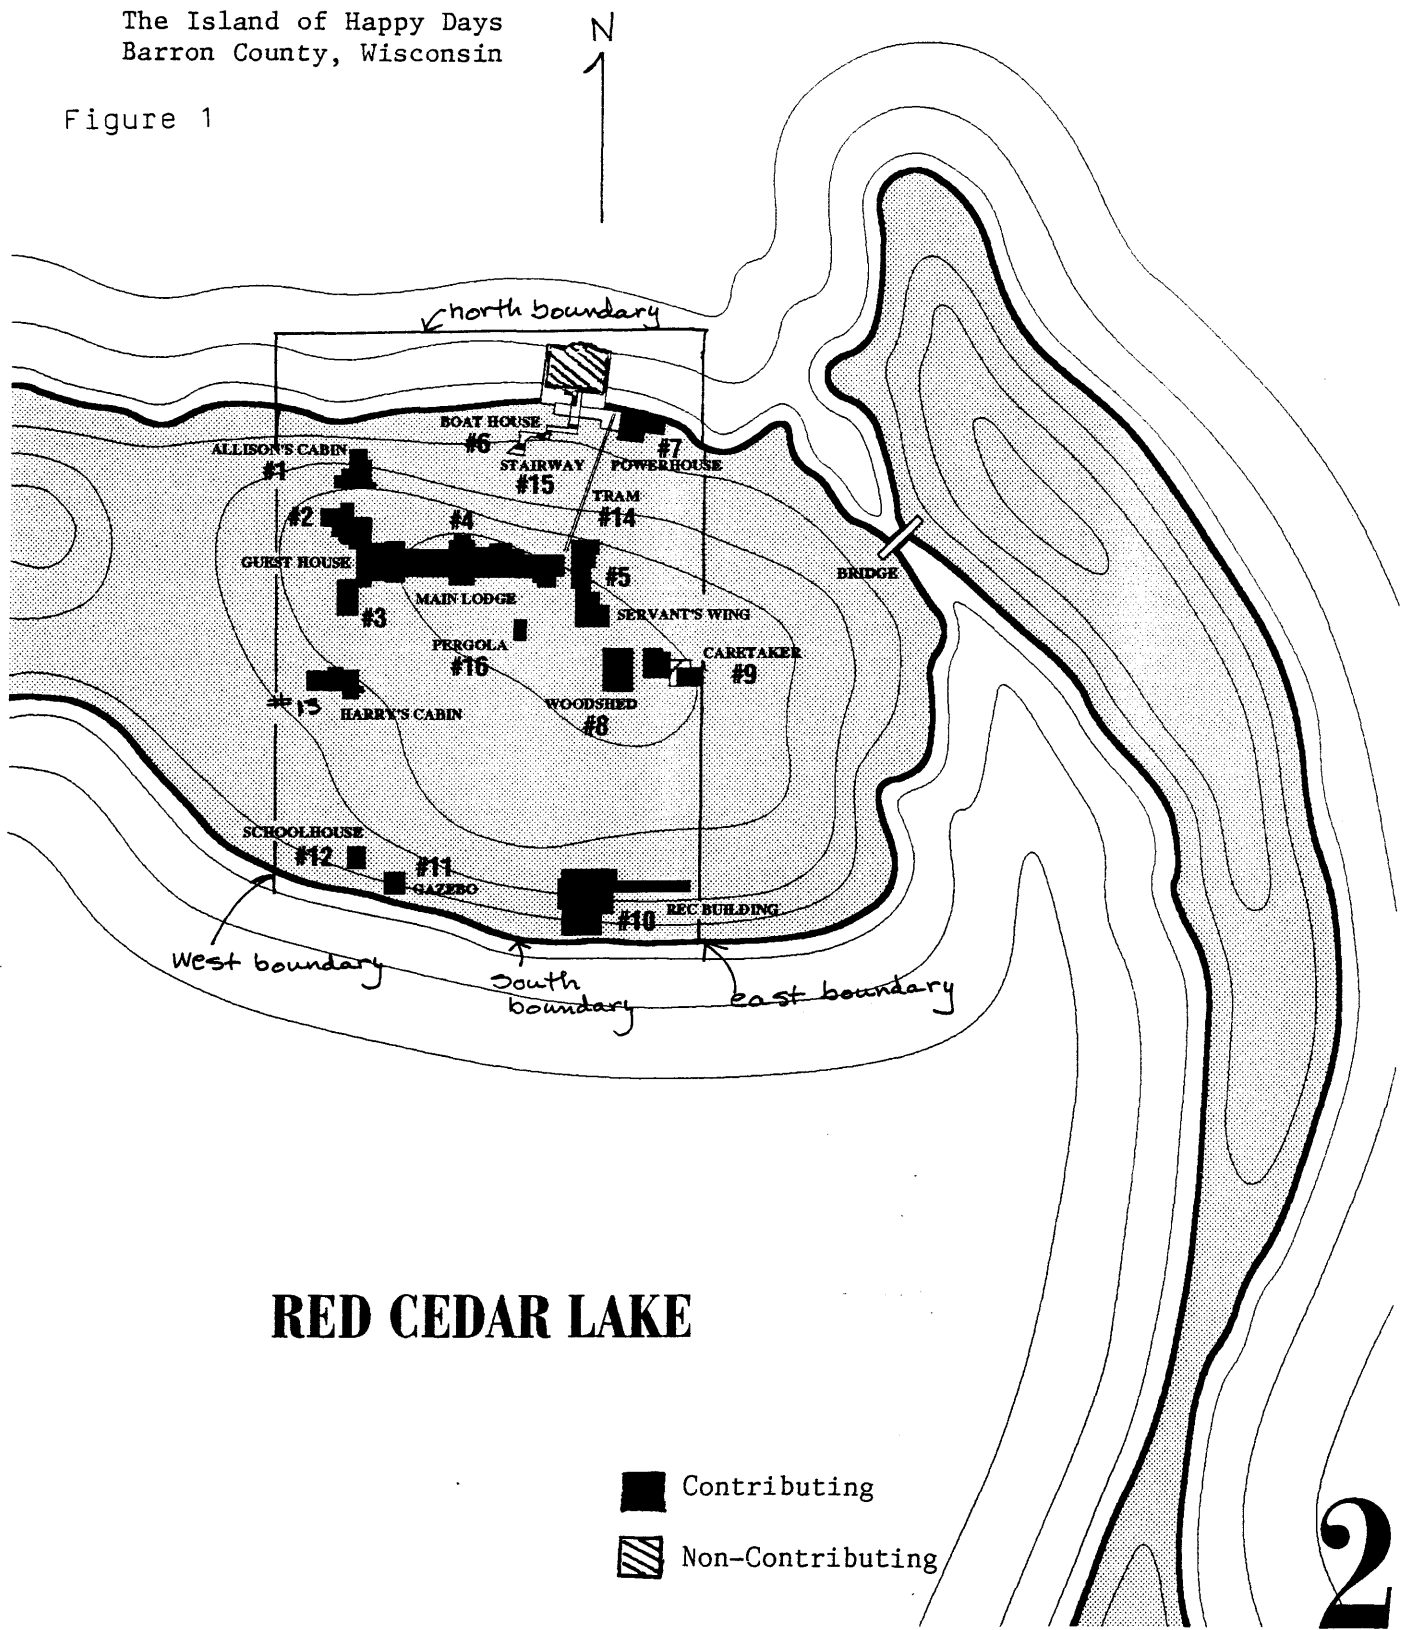 The Island of Happy Days
Barron County, Wisconsin
N
Figure 1
north boundary
BOAT HOUSE
#6
#7
ALLISON'S CABIN
#1
STAIRWAY
#15
POWERHOUSE
TRAM
#14
#2
#4
GUEST HOUSE
BRIDGE
#5
MAIN LODGE
#3
SERVANT'S WING
PERGOLA
#16
CARETAKER
#9
#13
HARRY'S CABIN
WOODSHED
#8
SCHOOLHOUSE
#12
#11
GAZEBO
REC BUILDING
#10
West boundary
South
boundary
east boundary
RED CEDAR LAKE
Contributing
Non-Contributing
2